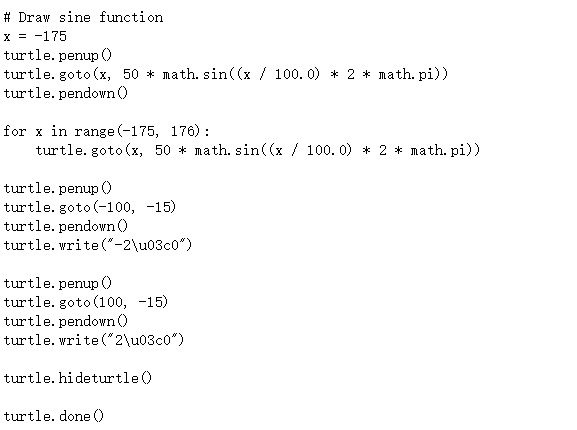 # Draw sine function
x = -175
turtle.penup()
turtle.goto(x, 50 * math.sin((x / 100.0) * 2 * math.pi))
turtle.pendown()
for x in range(-175, 176):
    turtle.goto(x, 50 * math.sin((x / 100.0) * 2 * math.pi))
turtle.penup()
turtle.goto(-100, -15)
turtle.pendown()
turtle.write("-2\u03c0")
turtle.penup()
turtle.goto(100, -15)
turtle.pendown()
turtle.write("2\u03c0")
turtle.hideturtle()
turtle.done()